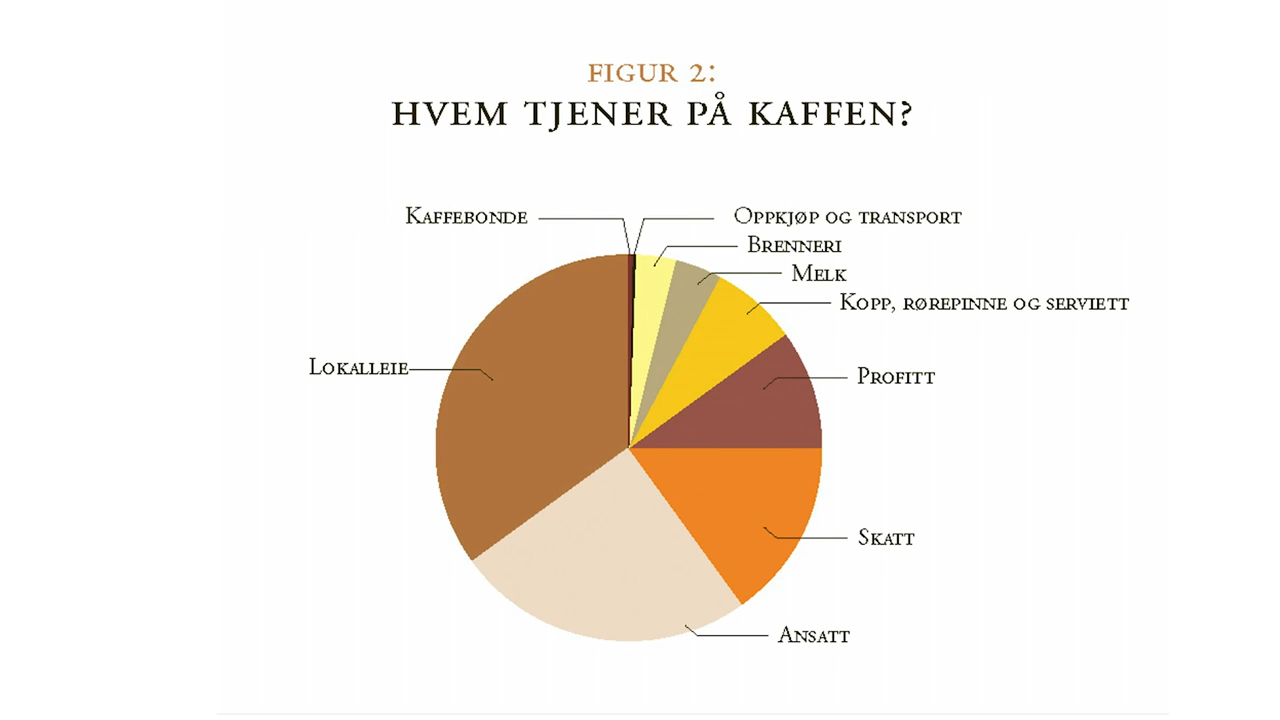 FIGUR 2:
HVEM TJENER PÅ KAFFEN?
KAFFEBONDE
OPPKJØP OG TRANSPORT
BRENNERI
MELK
KOPP, RØREPINNE OG SERVIETT
LOKALLEIE
PROFITT
SKATT
ANSATT